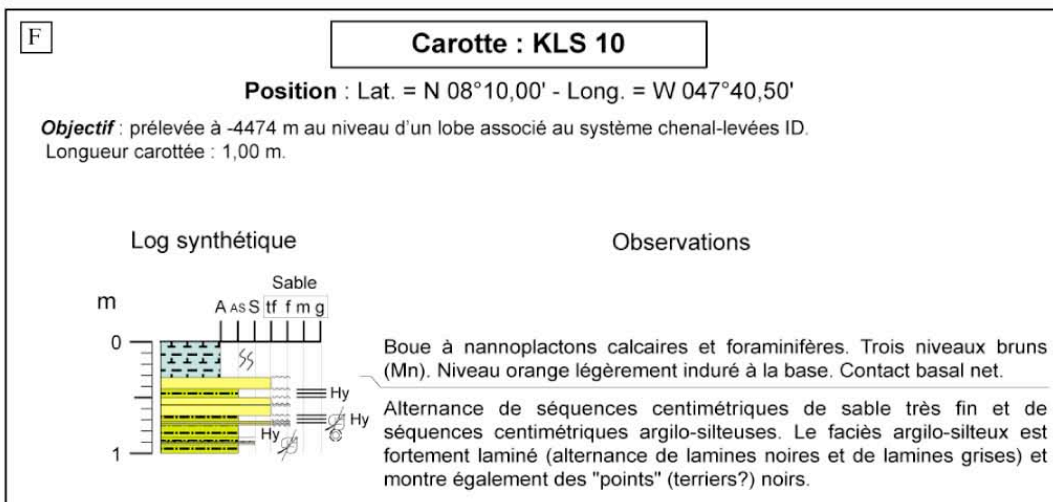 F
Carotte : KLS 10
Position : Lat. = N 08°10,00' - Long. = W 047°40,50'
Objectif : prélevée à -4474 m au niveau d'un lobe associé au système chenal-levées ID.
Longueur carottée : 1,00 m.
Log synthétique
Observations
Sable
m
A AS S tf f m g
0
Boue à nannoplactons calcaires et foraminifères. Trois niveaux bruns
(Mn). Niveau orange légèrement induré à la base. Contact basal net.
Hy
Alternance de séquences centimétriques de sable très fin et de
Hy
séquences centimétriques argilo-silteuses. Le faciès argilo-silteux est
Hy
fortement laminé (alternance de lamines noires et de lamines grises) et
1
montre également des "points" (terriers?) noirs.